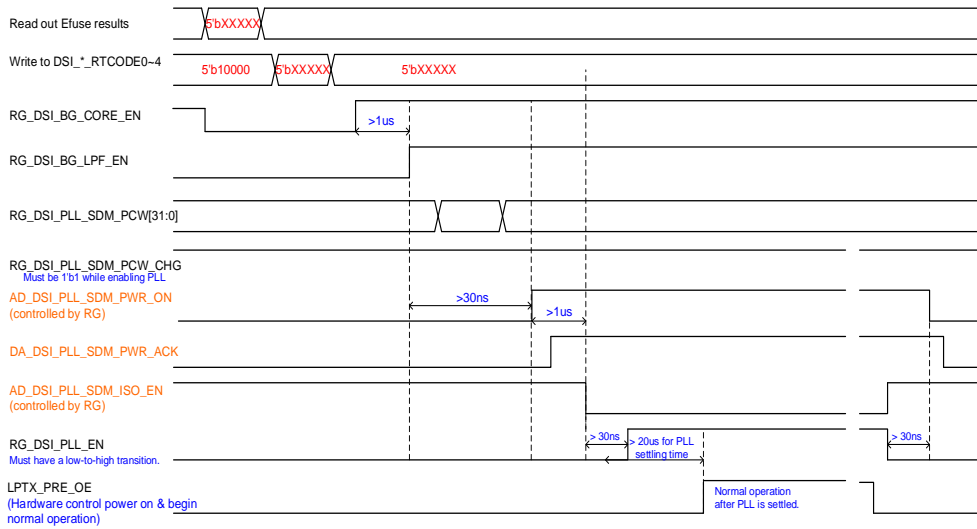 Read out Efuse results
5'bXXXXX
Write to DSI_*_RTCODE0~4
5'b10000
5'bXXXXX
5'bXXXXX
RG_DSI_BG_CORE_EN
>1us
RG_DSI_BG_LPF_EN
RG_DSI_PLL_SDM_PCW[31:0]
RG_DSI_PLL_SDM_PCW_CHG
Must be 1'b1 while enabling PLL
AD_DSI_PLL_SDM_PWR_ON
(controlled by RG)
>30ns
>1us
DA_DSI_PLL_SDM_PWR_ACK
AD_DSI_PLL_SDM_ISO_EN
(controlled by RG)
RG_DSI_PLL_EN
Must have a low-to-high transition.
> 30ns
> 20us for PLL
settling time
> 30ns
LPTX_PRE_OE
(Hardware control power on & begin
normal operation)
Normal operation
after PLL is settled.